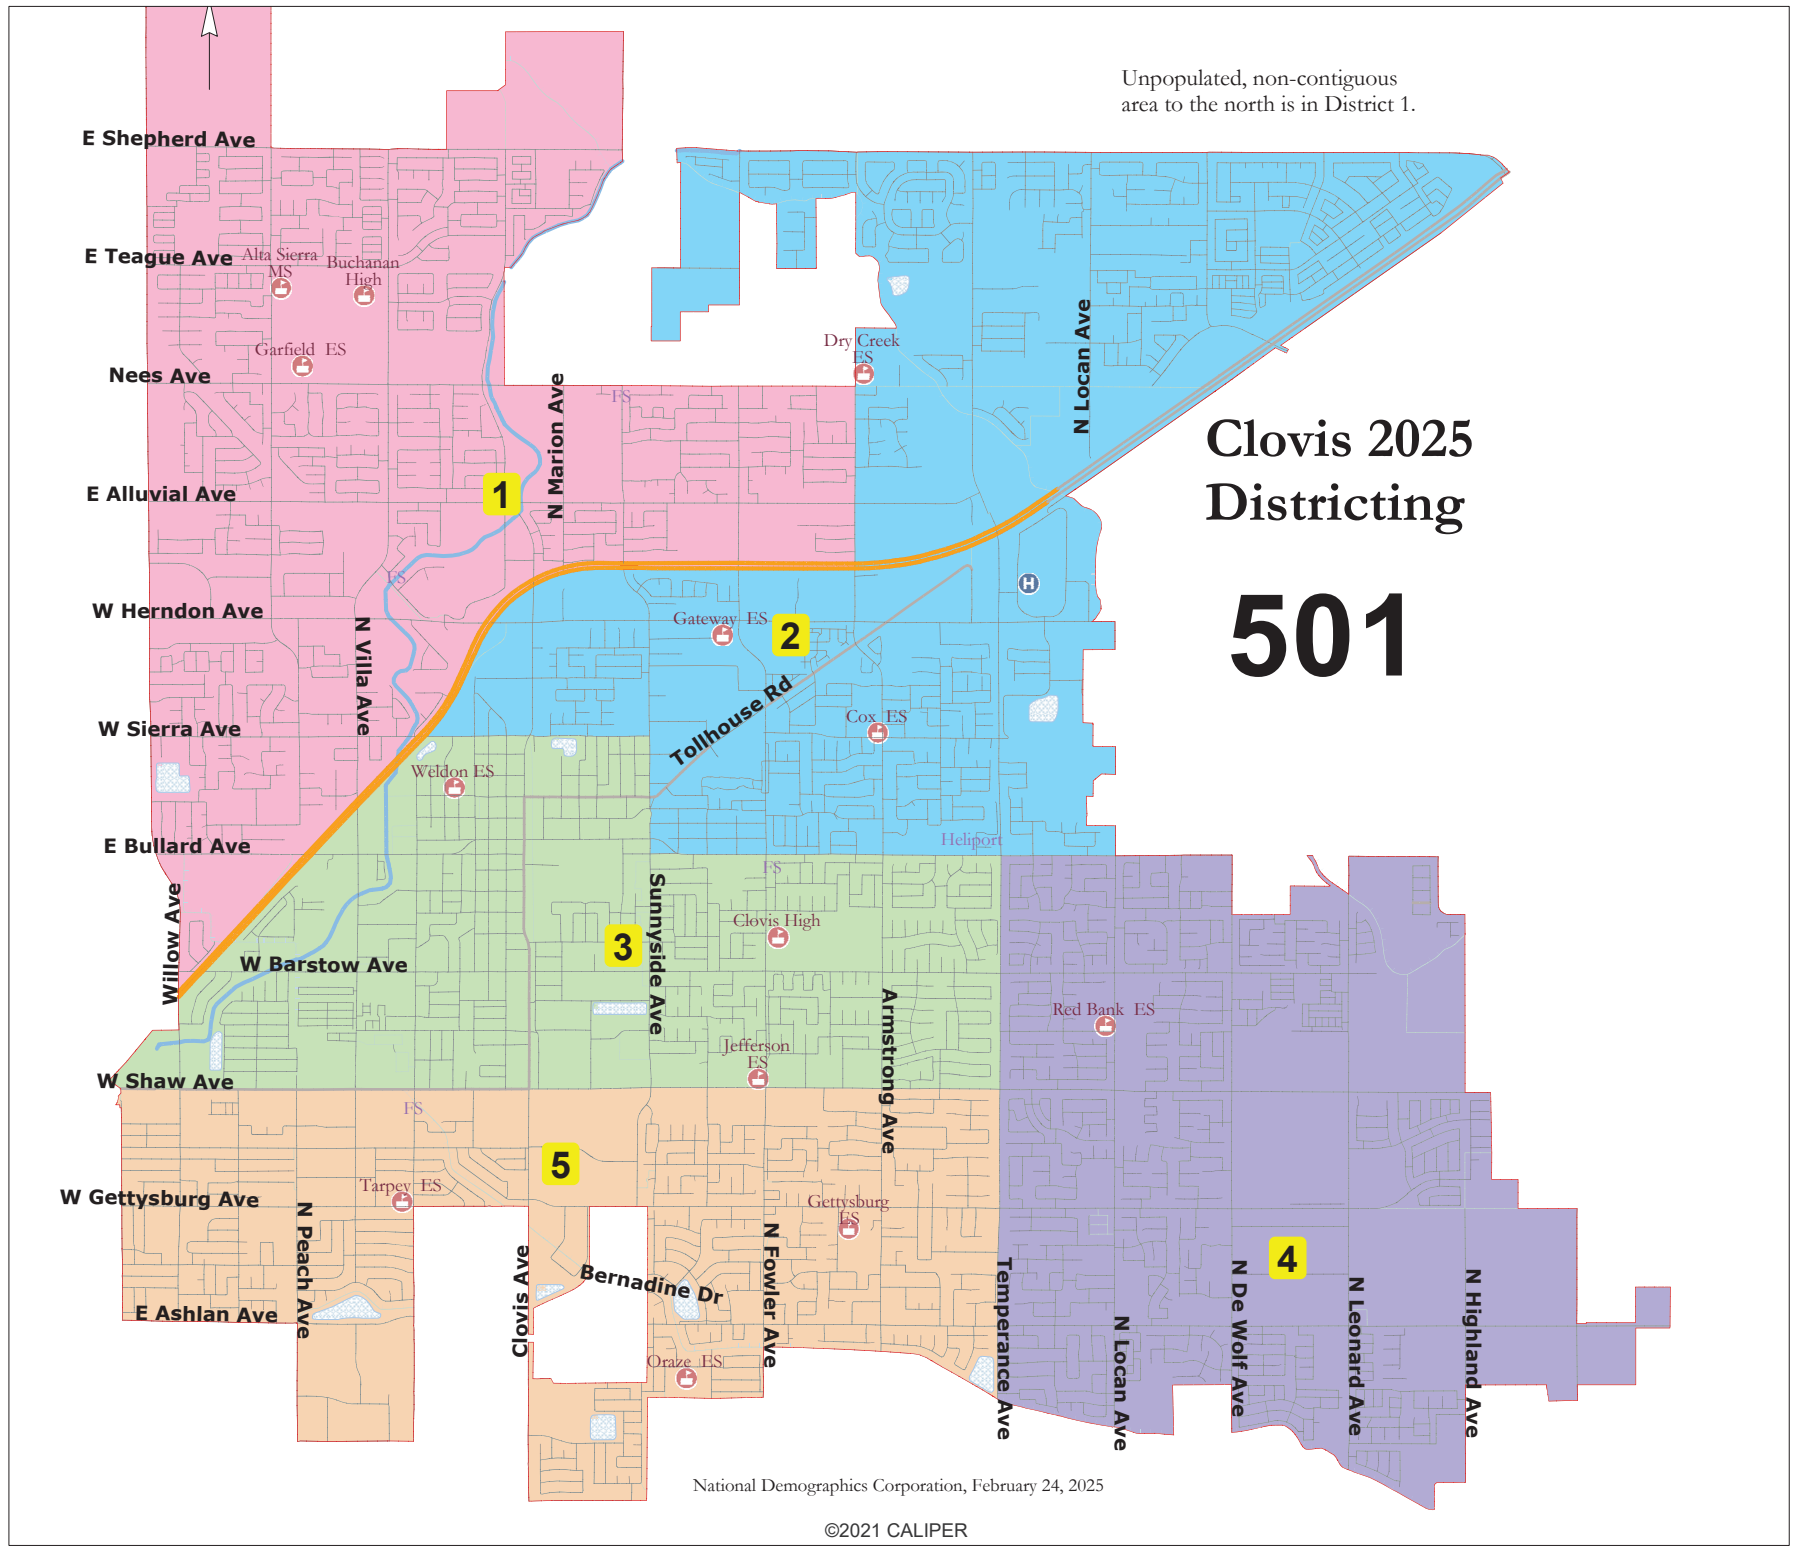 Unpopulated, non-contiguous
area to the north is in District 1.
E Shepherd Ave
E Teague Ave
Alta Sierra
MS
Buchanan
High
N Locan Ave
Dry Creek
ES
Garfield ES
Nees Ave
FS
N Marion Ave
Clovis 2025
Districting
501
E Alluvial Ave
1
FS
H
W Herndon Ave
N Villa Ave
Gateway ES
2
Tollhouse Rd
Cox ES
W Sierra Ave
Weldon ES
E Bullard Ave
Heliport
FS
Willow Ave
Sunnyside Ave
Clovis High
3
W Barstow Ave
Armstrong Ave
Red Bank ES
Jefferson
ES
W Shaw Ave
FS
5
Tarpey ES
W Gettysburg Ave
Gettysburg
ES
N Peach Ave
Clovis Ave
Bernadine Dr
N Fowler Ave
Temperance Ave
N Locan Ave
N De Wolf Ave
4
N Leonard Ave
N Highland Ave
E Ashlan Ave
Oraze ES
National Demographics Corporation, February 24, 2025
©2021 CALIPER